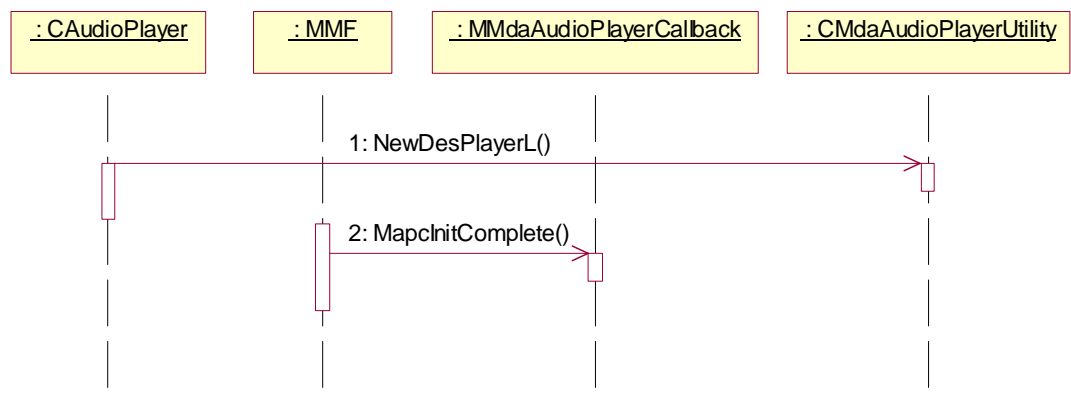 : CAudioPlayer
: MMF
: MMdaAudioPlayerCallback
: CMdaAudioPlayerUtility
1: NewDesPlayerL()
2: MapcInitComplete()